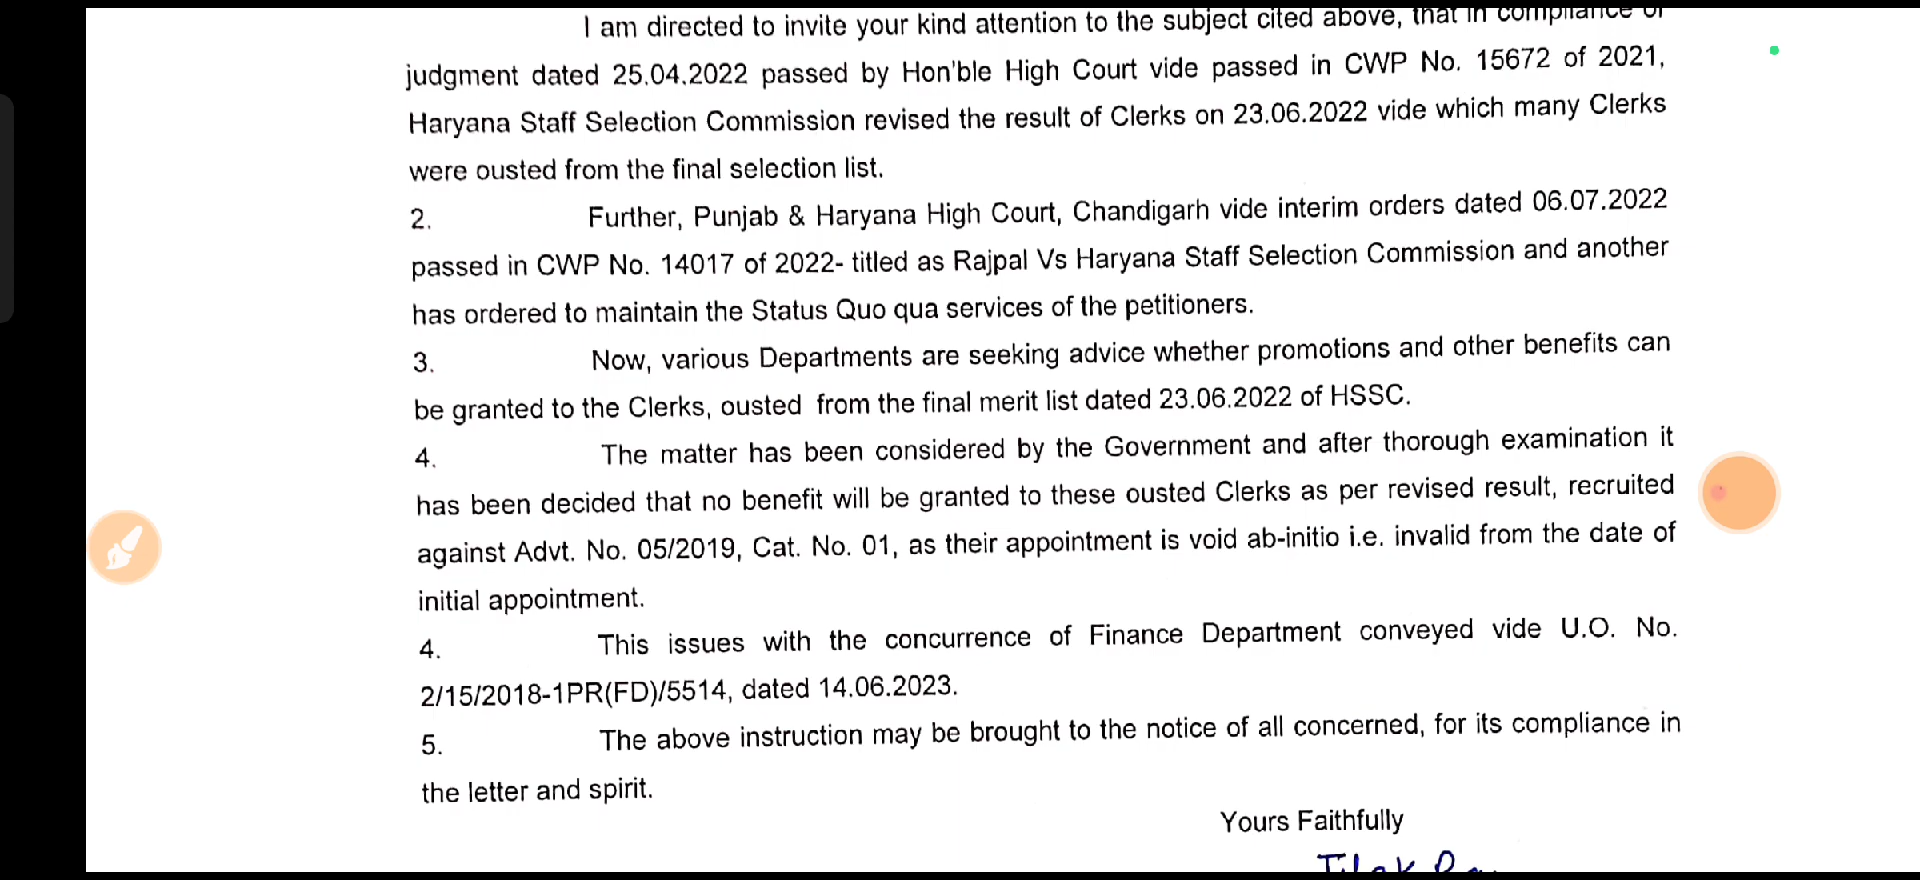 I am directed to invite your kind attention to the subject cited above, that in compliance of
judgment dated 25.04.2022 passed by Hon'ble High Court vide passed in CWP No. 15672 of 2021,
Haryana Staff Selection Commission revised the result of Clerks on 23.06.2022 vide which many Clerks
were ousted from the final selection list.
2. Further, Punjab & Haryana High Court, Chandigarh vide interim orders dated 06.07.2022
passed in CWP No. 14017 of 2022- titled as Rajpal Vs Haryana Staff Selection Commission and another
has ordered to maintain the Status Quo qua services of the petitioners.
3. Now, various Departments are seeking advice whether promotions and other benefits can
be granted to the Clerks, ousted from the final merit list dated 23.06.2022 of HSSC.
4. The matter has been considered by the Government and after thorough examination it
has been decided that no benefit will be granted to these ousted Clerks as per revised result, recruited
against Advt. No. 05/2019, Cat. No. 01, as their appointment is void ab-initio i.e. invalid from the date of
initial appointment.
4. This issues with the concurrence of Finance Department conveyed vide U.O. No.
2/15/2018-1PR(FD)/5514, dated 14.06.2023.
5. The above instruction may be brought to the notice of all concerned, for its compliance in
the letter and spirit.
Yours Faithfully